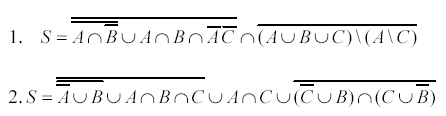 1. S = A∩B̅∪A∩B∩A̅C̅∩(A∪B∪C)\(A\C)
2. S = A̅∪B∪A∩B∩C∪A∩C∪(C̅∪B)∩(C∪B̅)